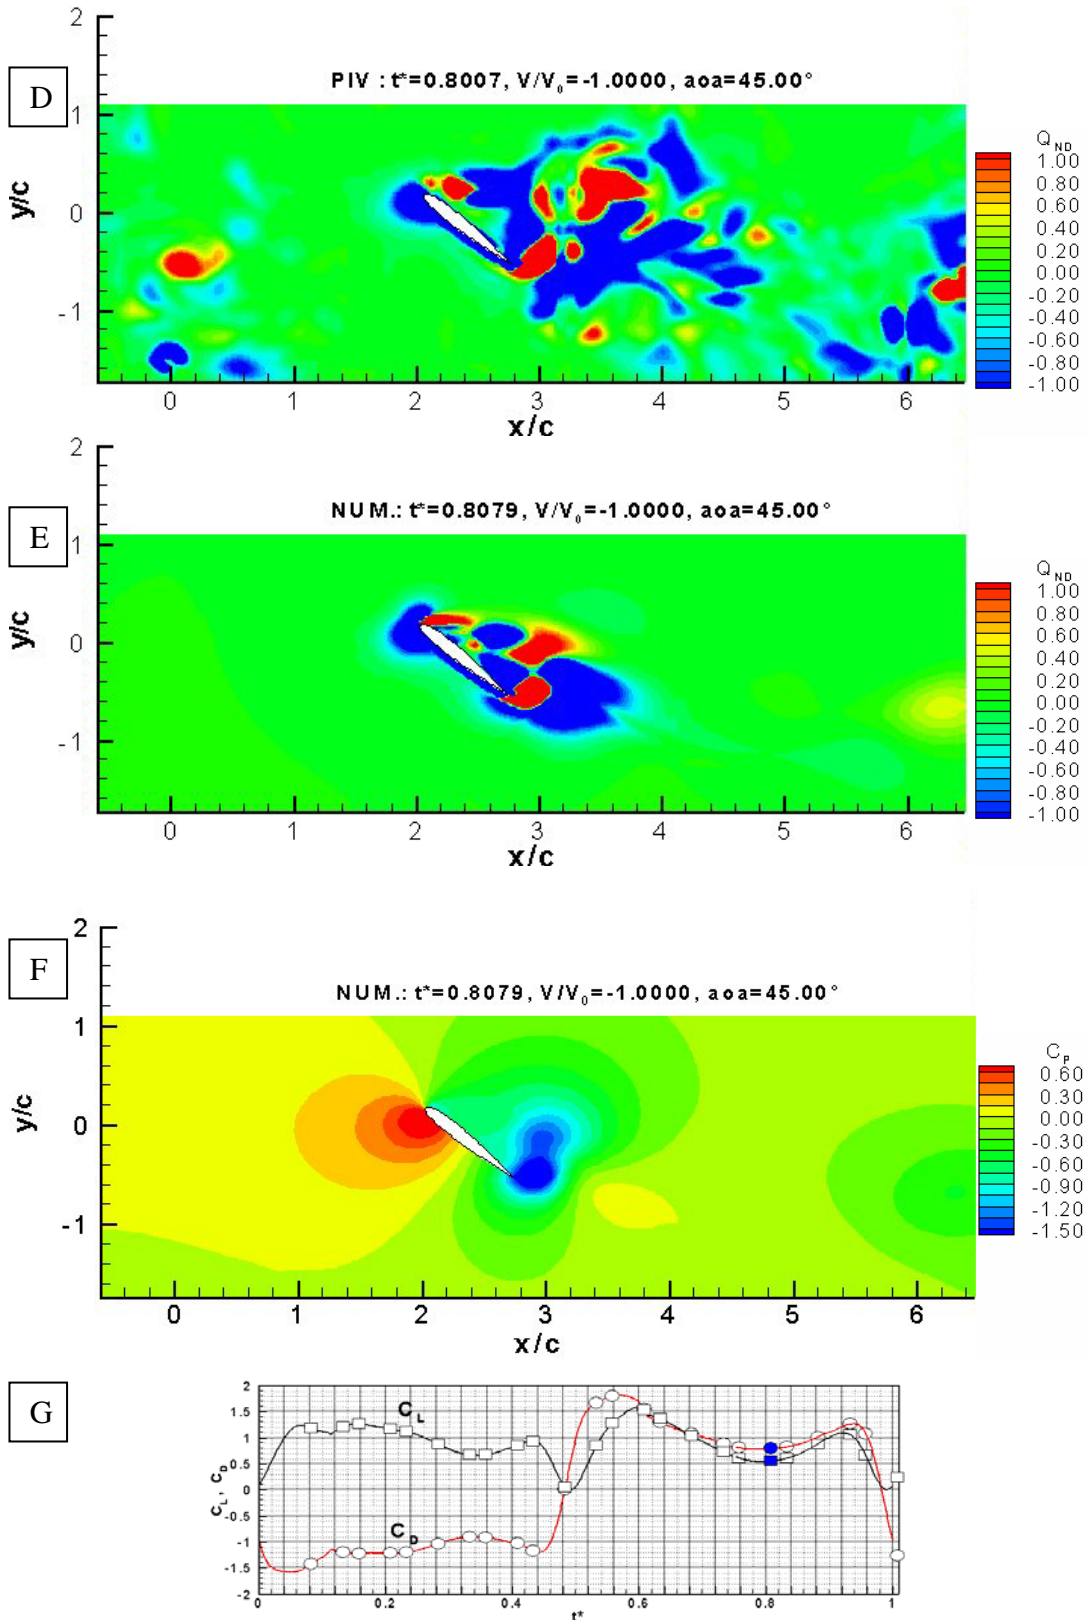 D
PIV : t*=0.8007, V/V0=-1.0000, aoa=45.00°
2
1
0
-1
y/c
0 1 2 3 4 5 6
x/c
Q ND
1.00
0.80
0.60
0.40
0.20
0.00
-0.20
-0.40
-0.60
-0.80
-1.00
E
NUM.: t*=0.8079, V/V0=-1.0000, aoa=45.00°
2
1
0
-1
y/c
0 1 2 3 4 5 6
x/c
Q ND
1.00
0.80
0.60
0.40
0.20
0.00
-0.20
-0.40
-0.60
-0.80
-1.00
F
NUM.: t*=0.8079, V/V0=-1.0000, aoa=45.00°
2
1
0
-1
y/c
0 1 2 3 4 5 6
x/c
C P
0.60
0.30
0.00
-0.30
-0.60
-0.90
-1.20
-1.50
G
2
1.5
1
0.5
0
-0.5
-1
-1.5
-2
C L , C D
C L
C D
0 0.2 0.4 0.6 0.8 1
t*